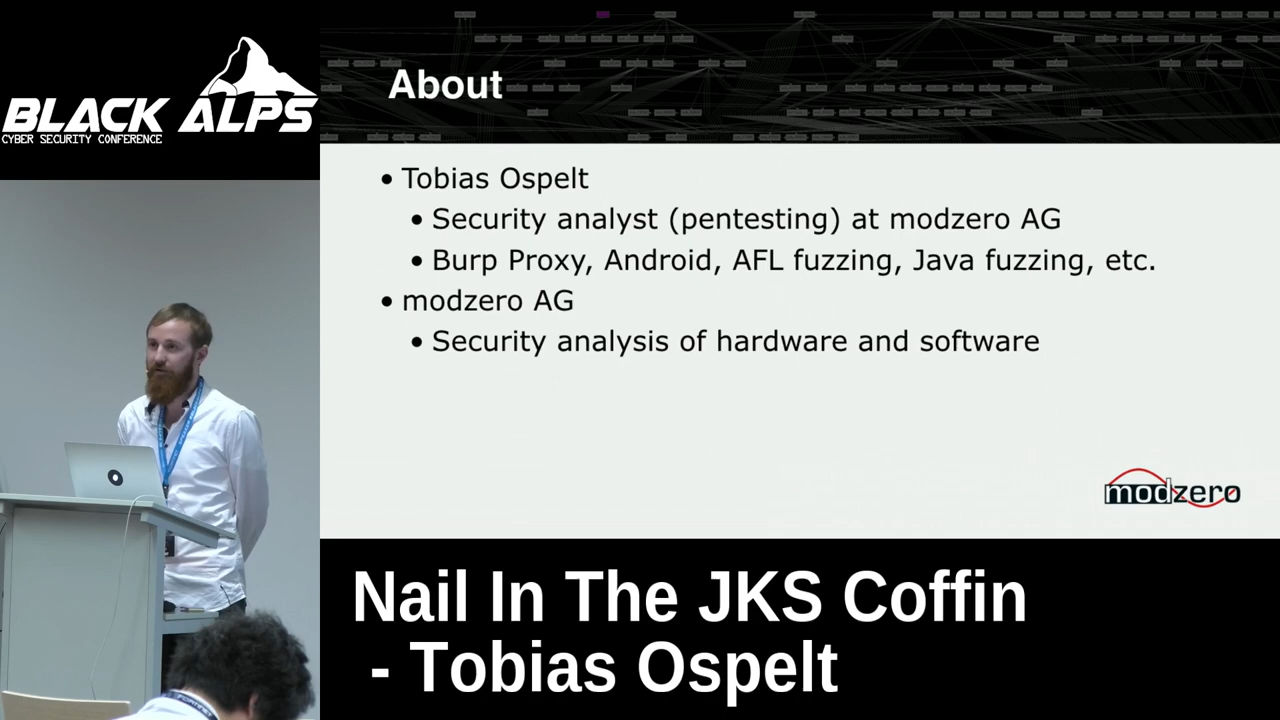 BLACK ALPS
CYBER SECURITY CONFERENCE
About
• Tobias Ospelt
• Security analyst (pentesting) at modzero AG
• Burp Proxy, Android, AFL fuzzing, Java fuzzing, etc.
• modzero AG
• Security analysis of hardware and software
modzero
Nail In The JKS Coffin
- Tobias Ospelt
FORTINET